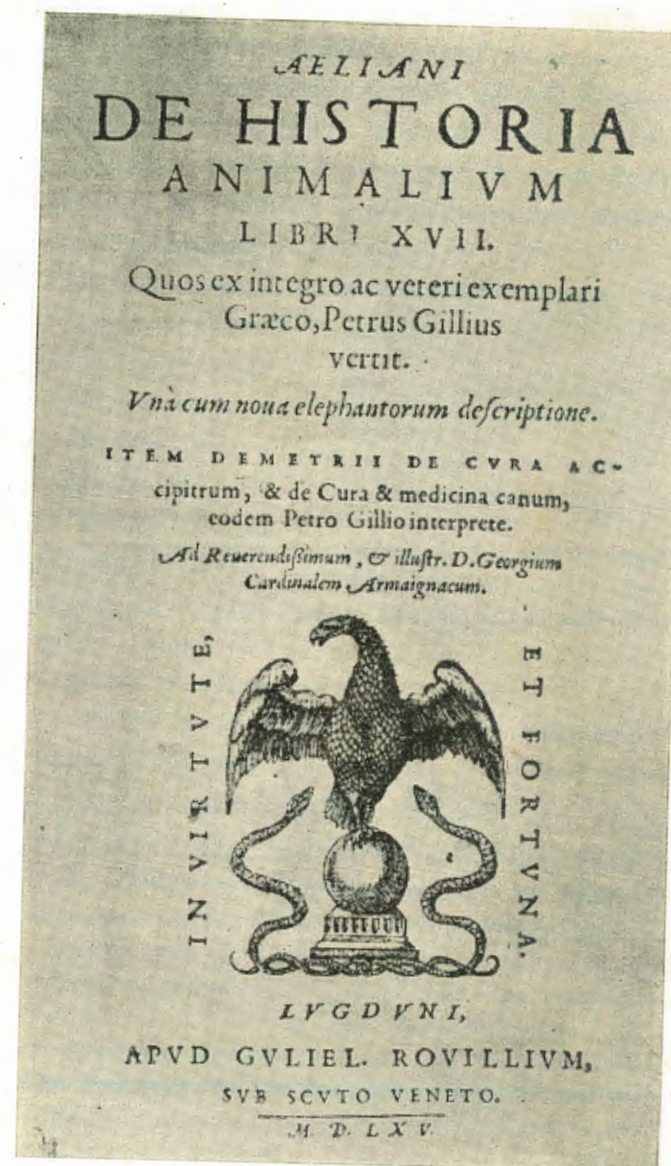 AELIANI
DE HISTORIA
ANIMALIVM
LIBRI XVII.
Quos ex integro ac veteri exemplari
Græco, Petrus Gillius
vertit.
Vnà cum noua elephantorum deſcriptione.
ITEM DEMETRII DE CVRA AC-
cipitrum, & de Cura & medicina canum,
eodem Petro Gillio interprete.
Ad Reuerendiſſimum, & illuſtr. D. Georgium
Cardinalem Armaignacum.
IN VIRTVTE,
ET FORTVNA.
LVGDVNI,
APVD GVLIEL. ROVILLIVM,
SVB SCVTO VENETO.
M. D. LXV.